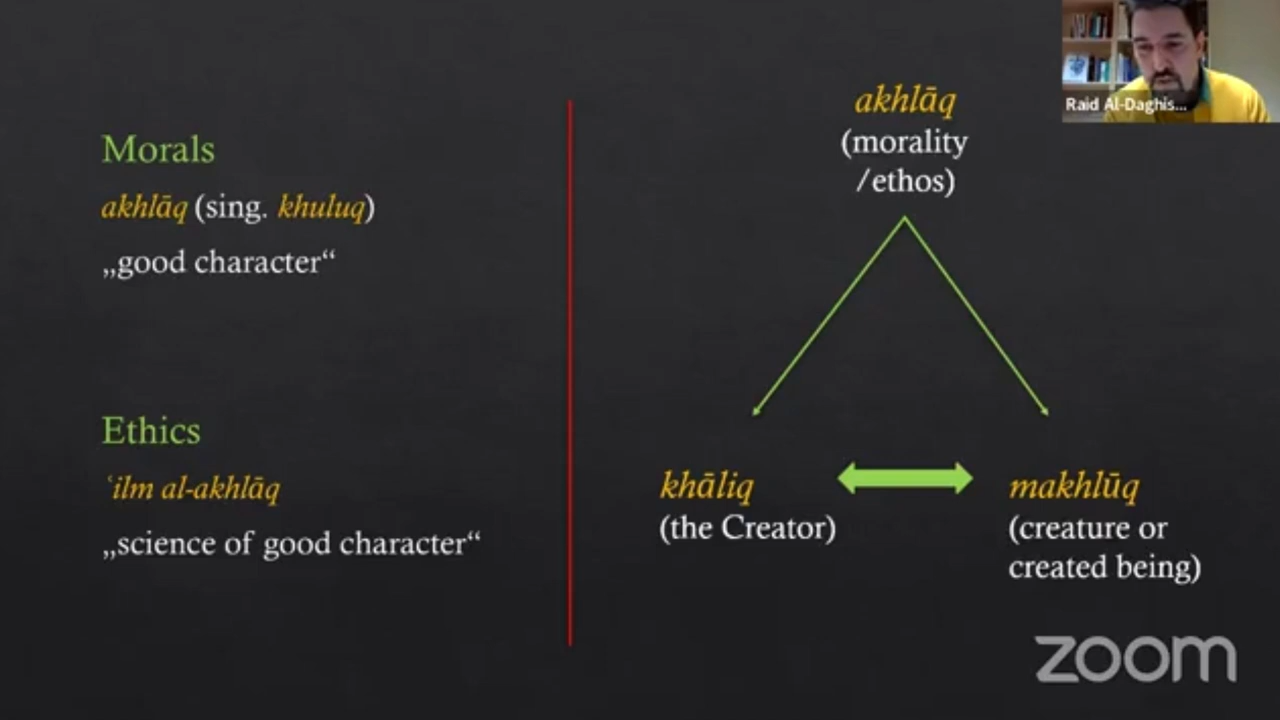 Morals
akhlāq (sing. khuluq)
„good character“
Ethics
ʿilm al-akhlāq
„science of good character“
akhlāq
(morality
/ethos)
khāliq
(the Creator)
makhlūq
(creature or
created being)
Raid Al-Daghis...
zoom